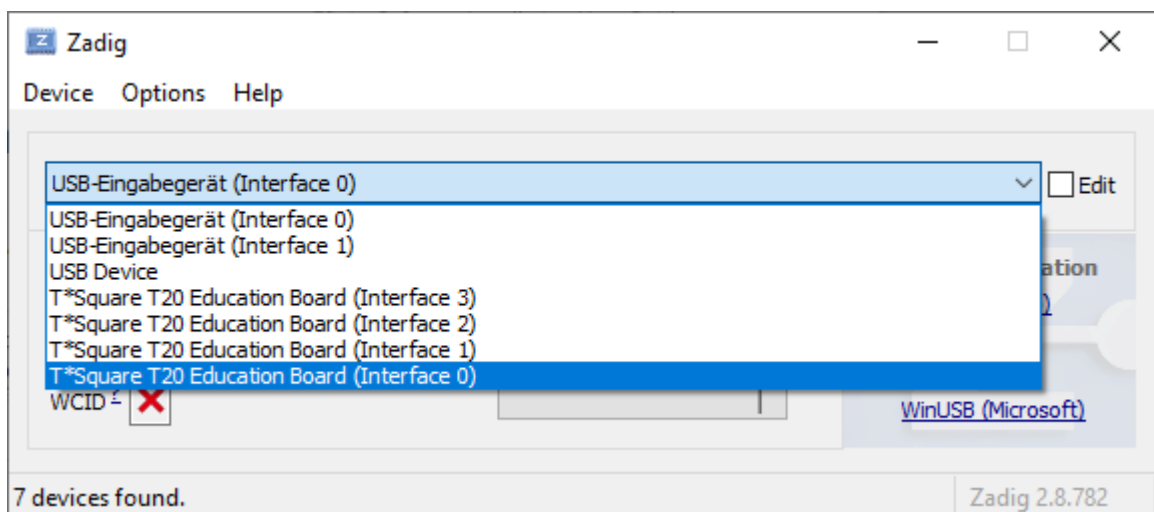 Zadig
Device Options Help
USB-Eingabegerät (Interface 0)
Edit
USB-Eingabegerät (Interface 0)
USB-Eingabegerät (Interface 1)
USB Device
T*Square T20 Education Board (Interface 3)
T*Square T20 Education Board (Interface 2)
T*Square T20 Education Board (Interface 1)
T*Square T20 Education Board (Interface 0)
ation
)
WCID ?
WinUSB (Microsoft)
7 devices found.
Zadig 2.8.782